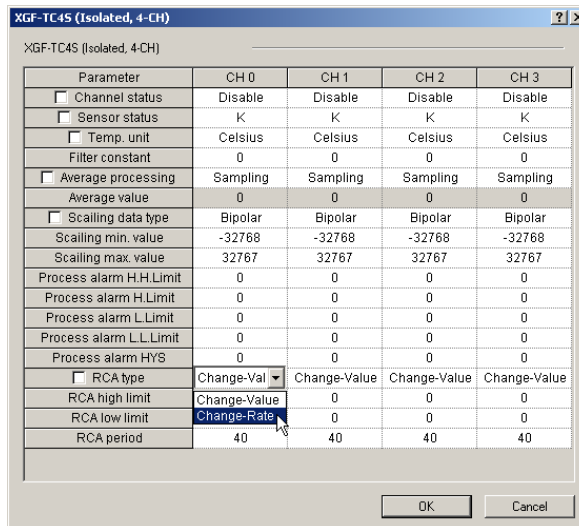 XGF-TC4S (Isolated, 4-CH)
XGF-TC4S (Isolated, 4-CH)
Parameter CH 0 CH 1 CH 2 CH 3
Channel status Disable Disable Disable Disable
Sensor status K K K K
Temp. unit Celsius Celsius Celsius Celsius
Filter constant 0 0 0 0
Average processing Sampling Sampling Sampling Sampling
Average value 0 0 0 0
Scailing data type Bipolar Bipolar Bipolar Bipolar
Scailing min. value -32768 -32768 -32768 -32768
Scailing max. value 32767 32767 32767 32767
Process alarm H.H.Limit 0 0 0 0
Process alarm H.Limit 0 0 0 0
Process alarm L.Limit 0 0 0 0
Process alarm L.L.Limit 0 0 0 0
Process alarm HYS 0 0 0 0
RCA type Change-Val Change-Value Change-Value Change-Value
RCA high limit Change-Value 0 0 0
RCA low limit Change-Rate 0 0 0
RCA period 40 40 40 40
OK Cancel